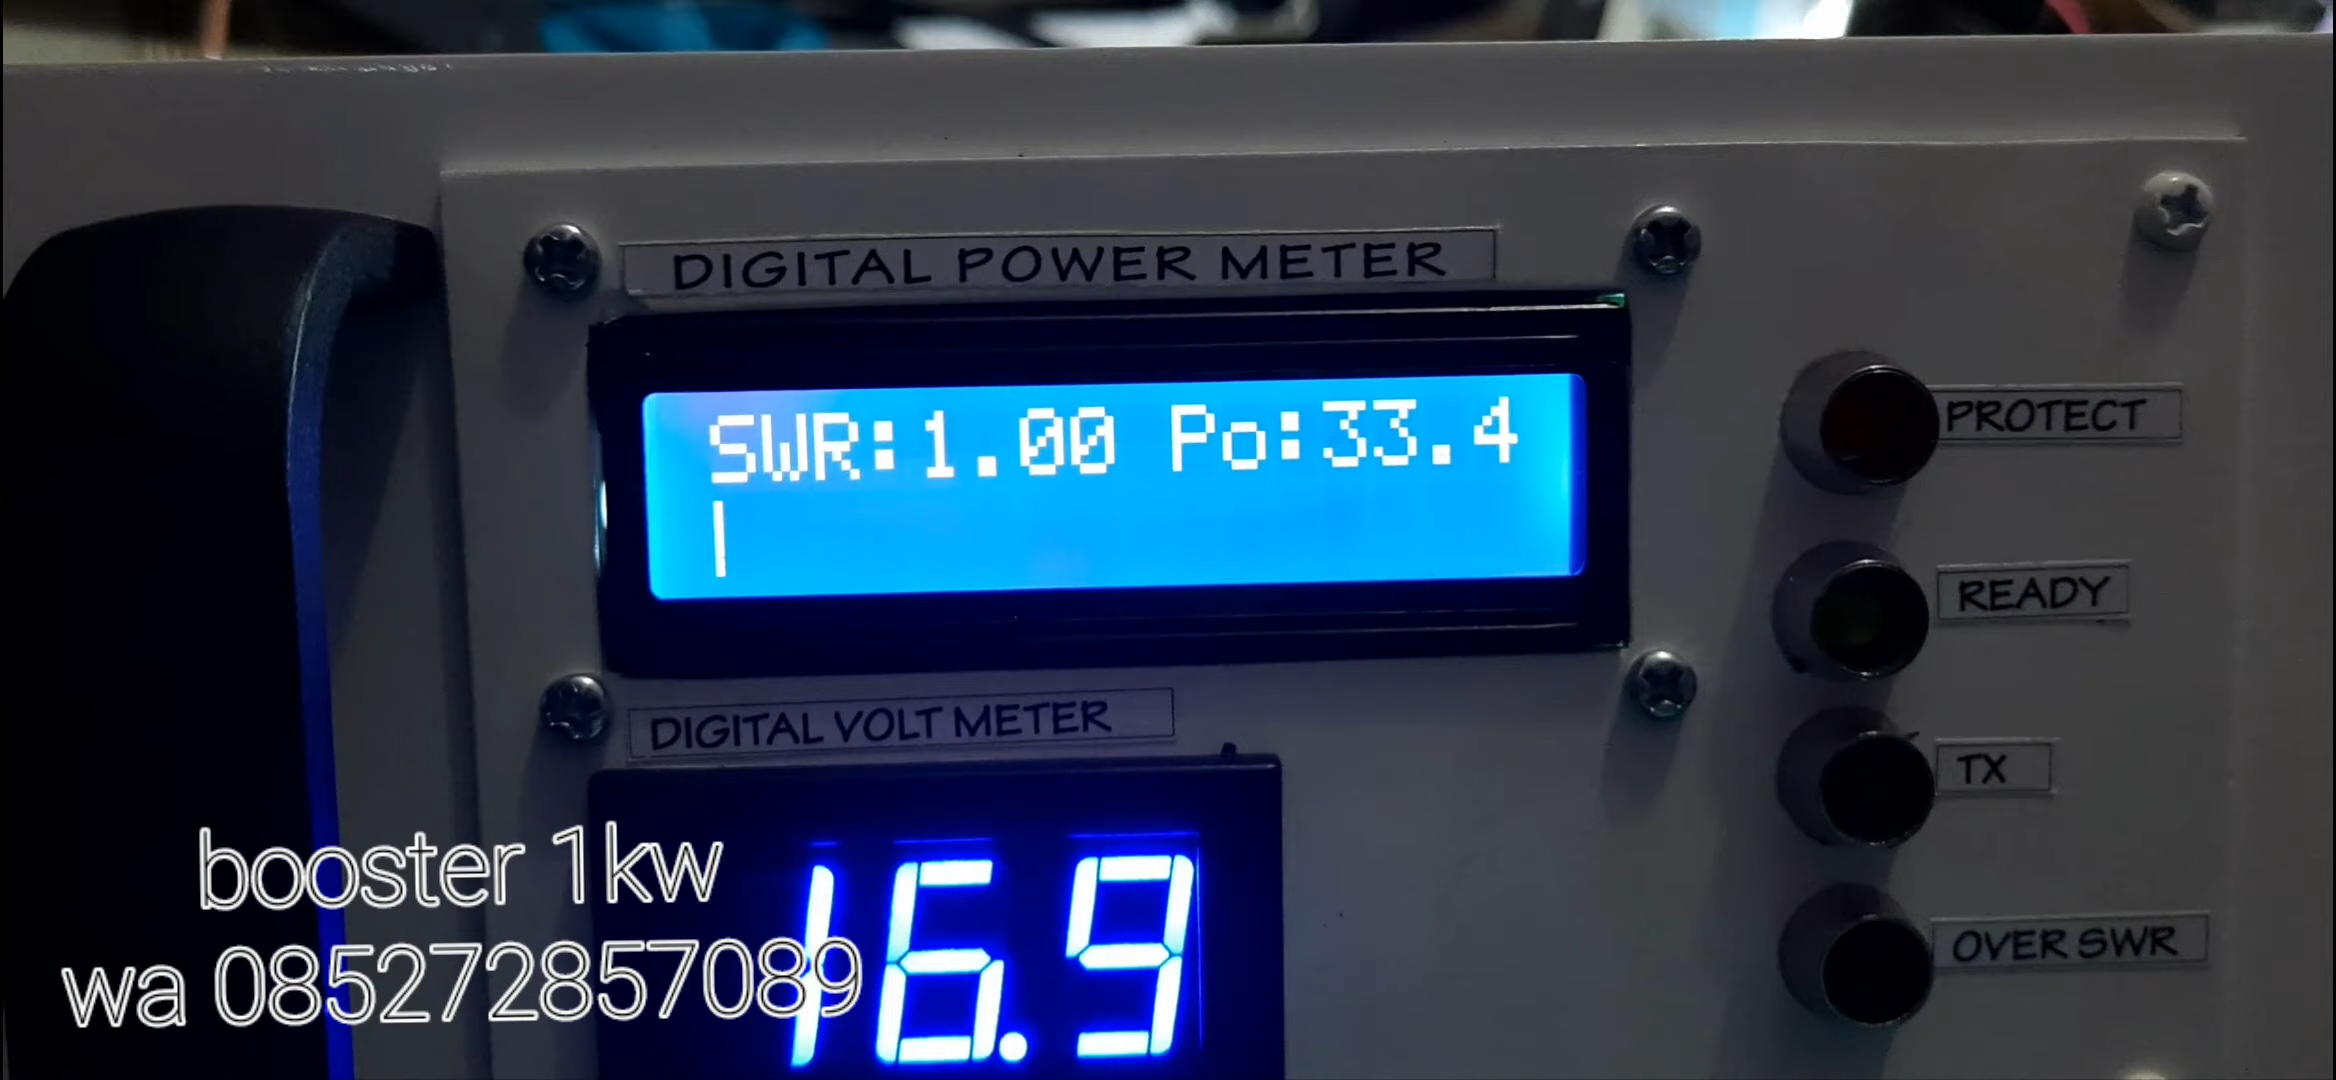 DIGITAL POWER METER
SWR:1.00 Po:33.4
PROTECT
READY
DIGITAL VOLT METER
TX
16.9
OVER SWR
booster 1kw
wa 085272857089